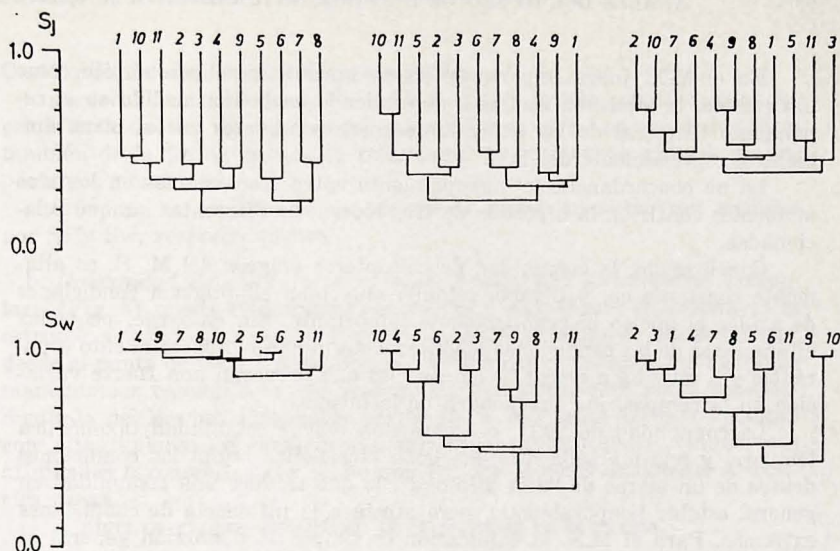 SJ
1 10 11 2 3 4 9 5 6 7 8
10 11 5 2 3 6 7 8 4 9 1
2 10 7 6 4 9 8 1 5 11 3
1.0
0.0
SW
1 4 9 7 8 10 2 5 6 3 11
10 4 5 6 2 3 7 9 8 1 11
2 3 1 4 7 8 5 6 11 9 10
1.0
0.0